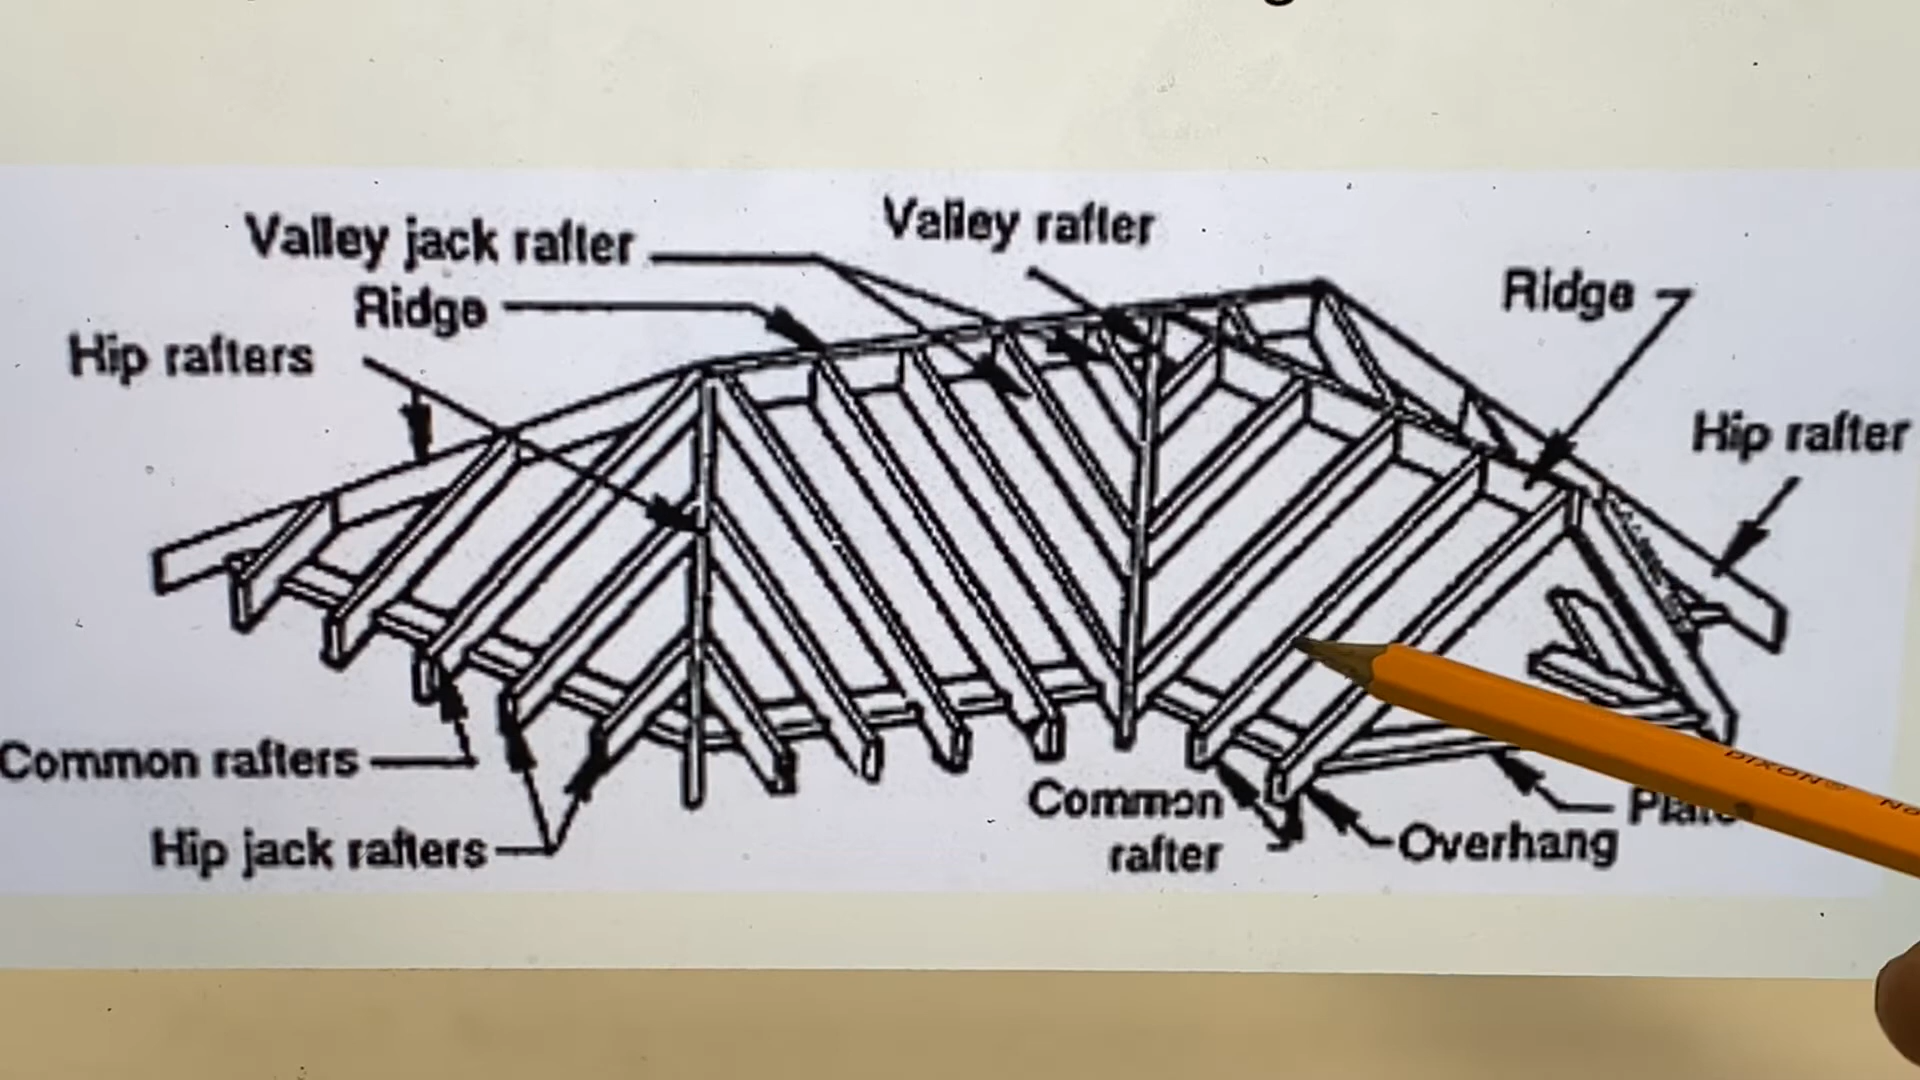 Valley jack rafter
Valley rafter
Ridge
Ridge
Hip rafters
Hip rafter
Common rafters
Common
rafter
Hip jack rafters
Overhang
DIXON®